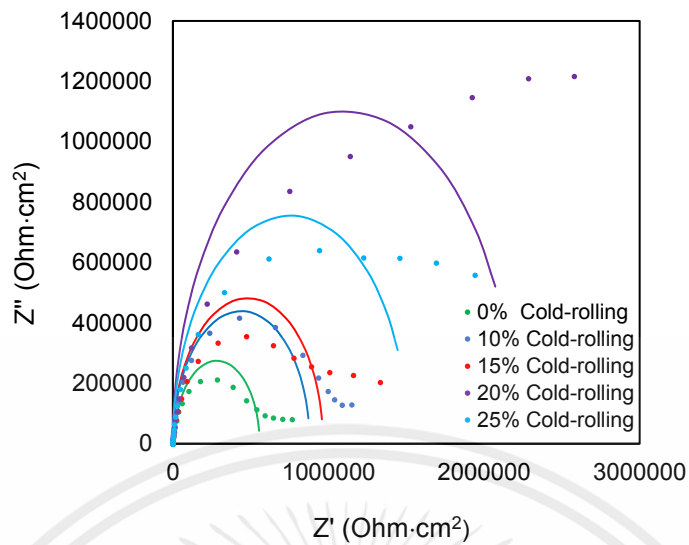 1400000
1200000
1000000
800000
600000
400000
200000
0
Z'' (Ohm·cm²)
0% Cold-rolling
10% Cold-rolling
15% Cold-rolling
20% Cold-rolling
25% Cold-rolling
0 1000000 2000000 3000000
Z' (Ohm·cm²)